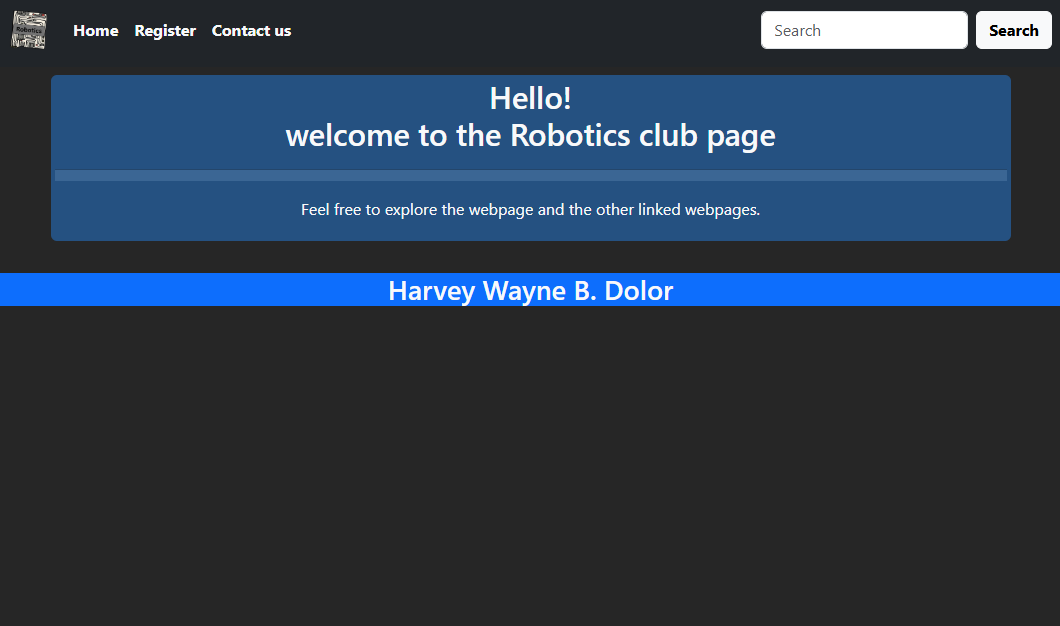 Robotics
Home Register Contact us
Search Search
Hello!
welcome to the Robotics club page
Feel free to explore the webpage and the other linked webpages.
Harvey Wayne B. Dolor